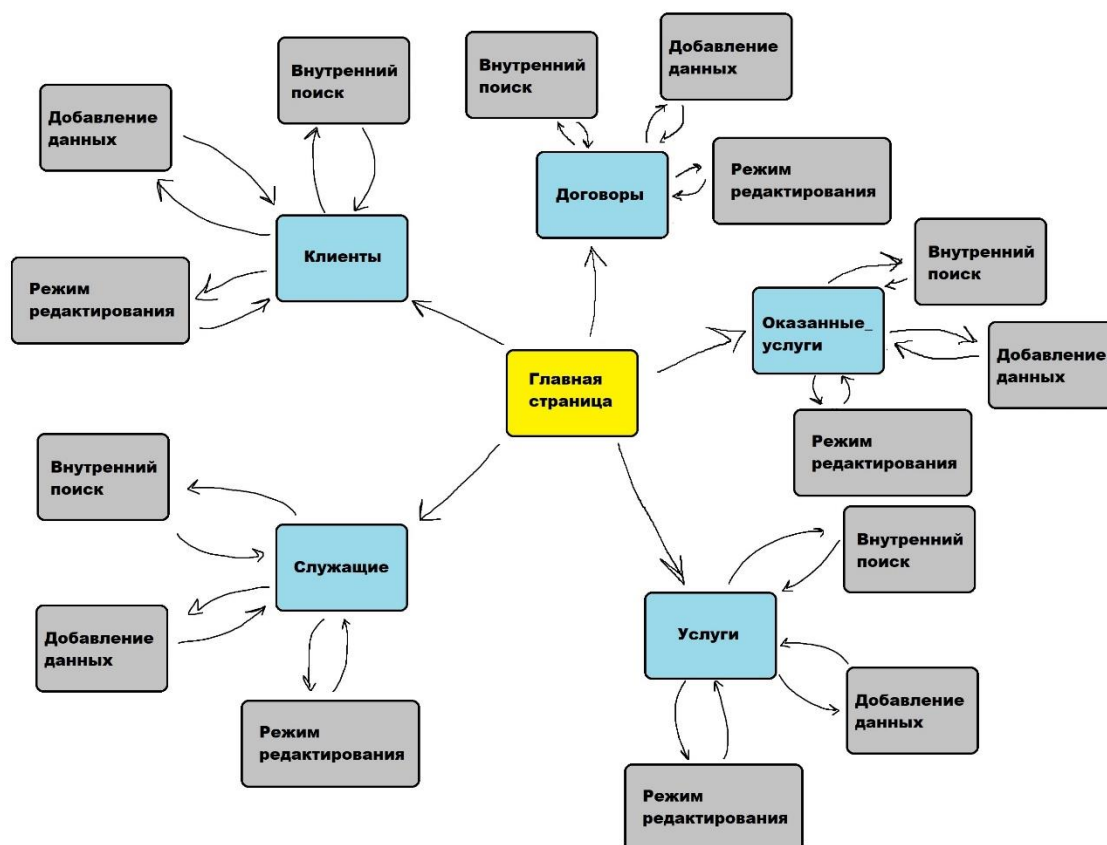 Внутренний
поиск
Добавление
данных
Клиенты
Режим
редактирования
Внутренний
поиск
Добавление
данных
Договоры
Режим
редактирования
Внутренний
поиск
Оказанные_
услуги
Добавление
данных
Режим
редактирования
Главная
страница
Внутренний
поиск
Служащие
Добавление
данных
Режим
редактирования
Внутренний
поиск
Услуги
Добавление
данных
Режим
редактирования